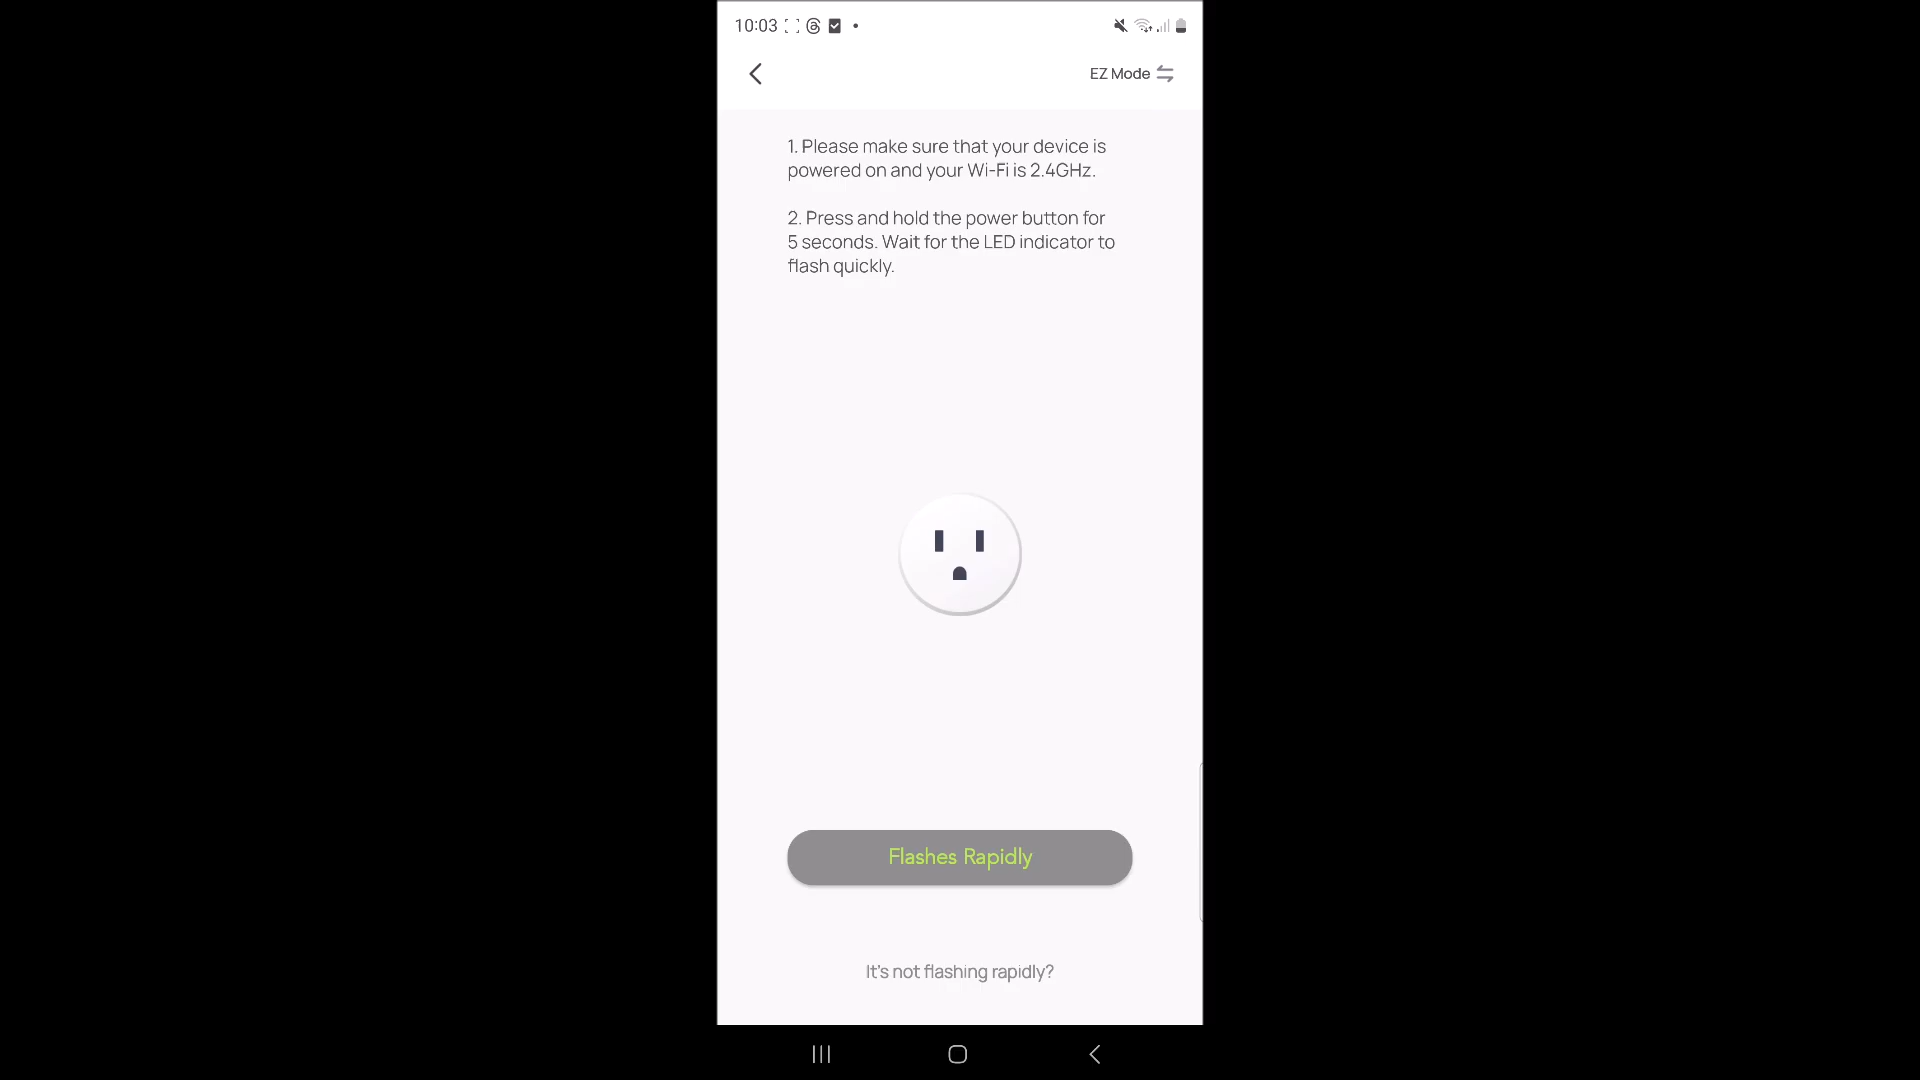 10:03
EZ Mode
1. Please make sure that your device is
powered on and your Wi-Fi is 2.4GHz.
2. Press and hold the power button for
5 seconds. Wait for the LED indicator to
flash quickly.
Flashes Rapidly
It's not flashing rapidly?